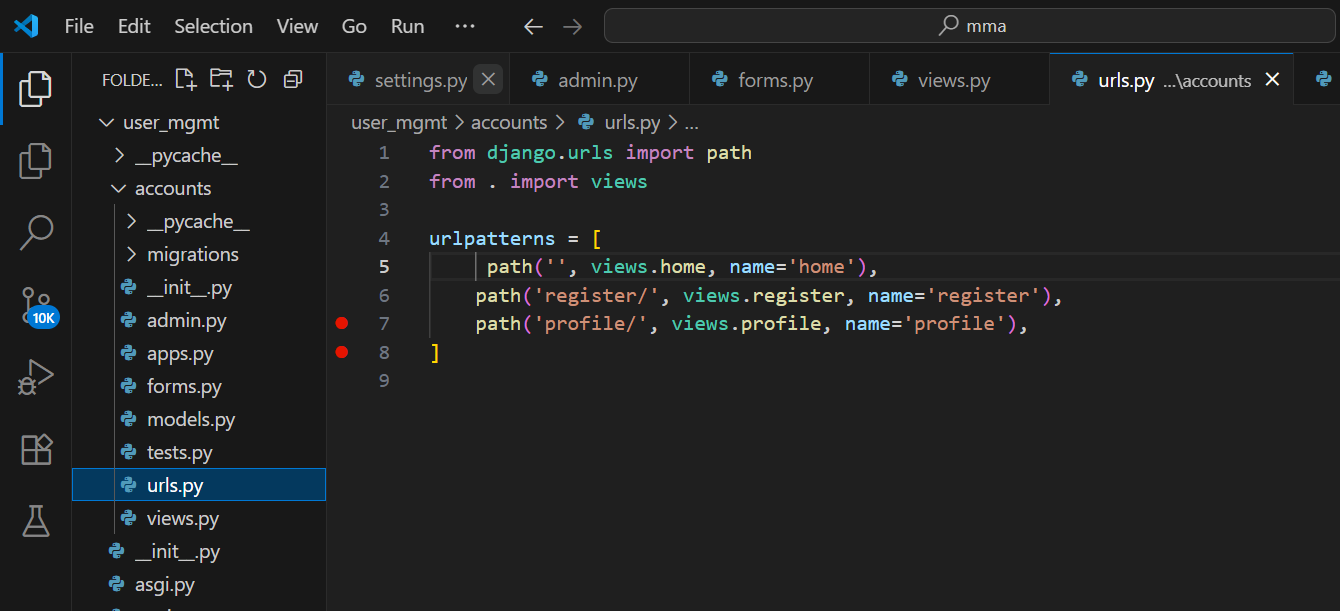 File Edit Selection View Go Run ··· mma
FOLDE...
settings.py admin.py forms.py views.py urls.py ...\accounts
user_mgmt > accounts > urls.py > ...
user_mgmt
__pycache__
accounts
__pycache__
migrations
__init__.py
admin.py
apps.py
forms.py
models.py
tests.py
urls.py
views.py
__init__.py
asgi.py
10K
1 from django.urls import path
2 from . import views
3
4 urlpatterns = [
5 path('', views.home, name='home'),
6 path('register/', views.register, name='register'),
7 path('profile/', views.profile, name='profile'),
8 ]
9